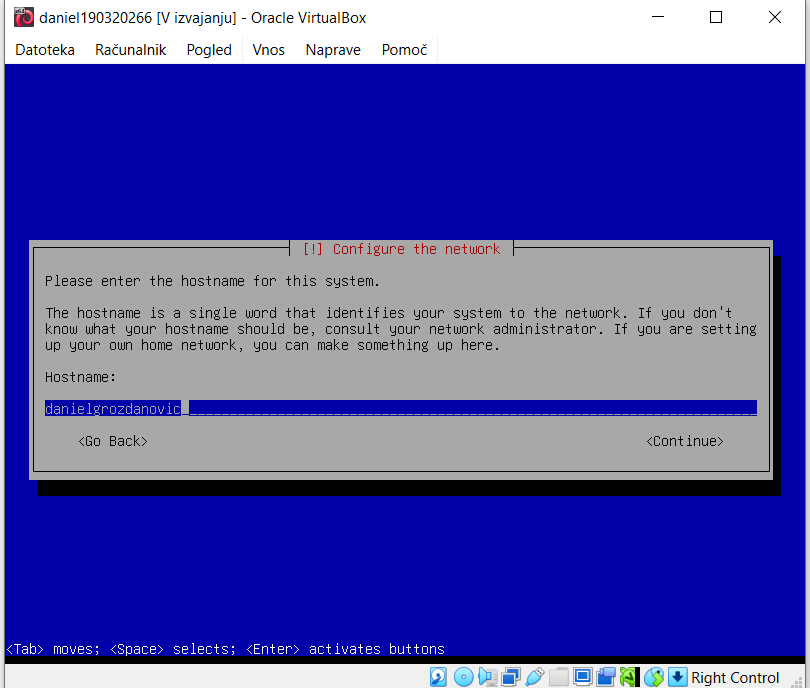 daniel190320266 [V izvajanju] - Oracle VirtualBox
Datoteka Računalnik Pogled Vnos Naprave Pomoč
[!] Configure the network
Please enter the hostname for this system.
The hostname is a single word that identifies your system to the network. If you don't
know what your hostname should be, consult your network administrator. If you are setting
up your own home network, you can make something up here.
Hostname:
danielgrozdanovic
<Go Back> <Continue>
<Tab> moves; <Space> selects; <Enter> activates buttons
Right Control